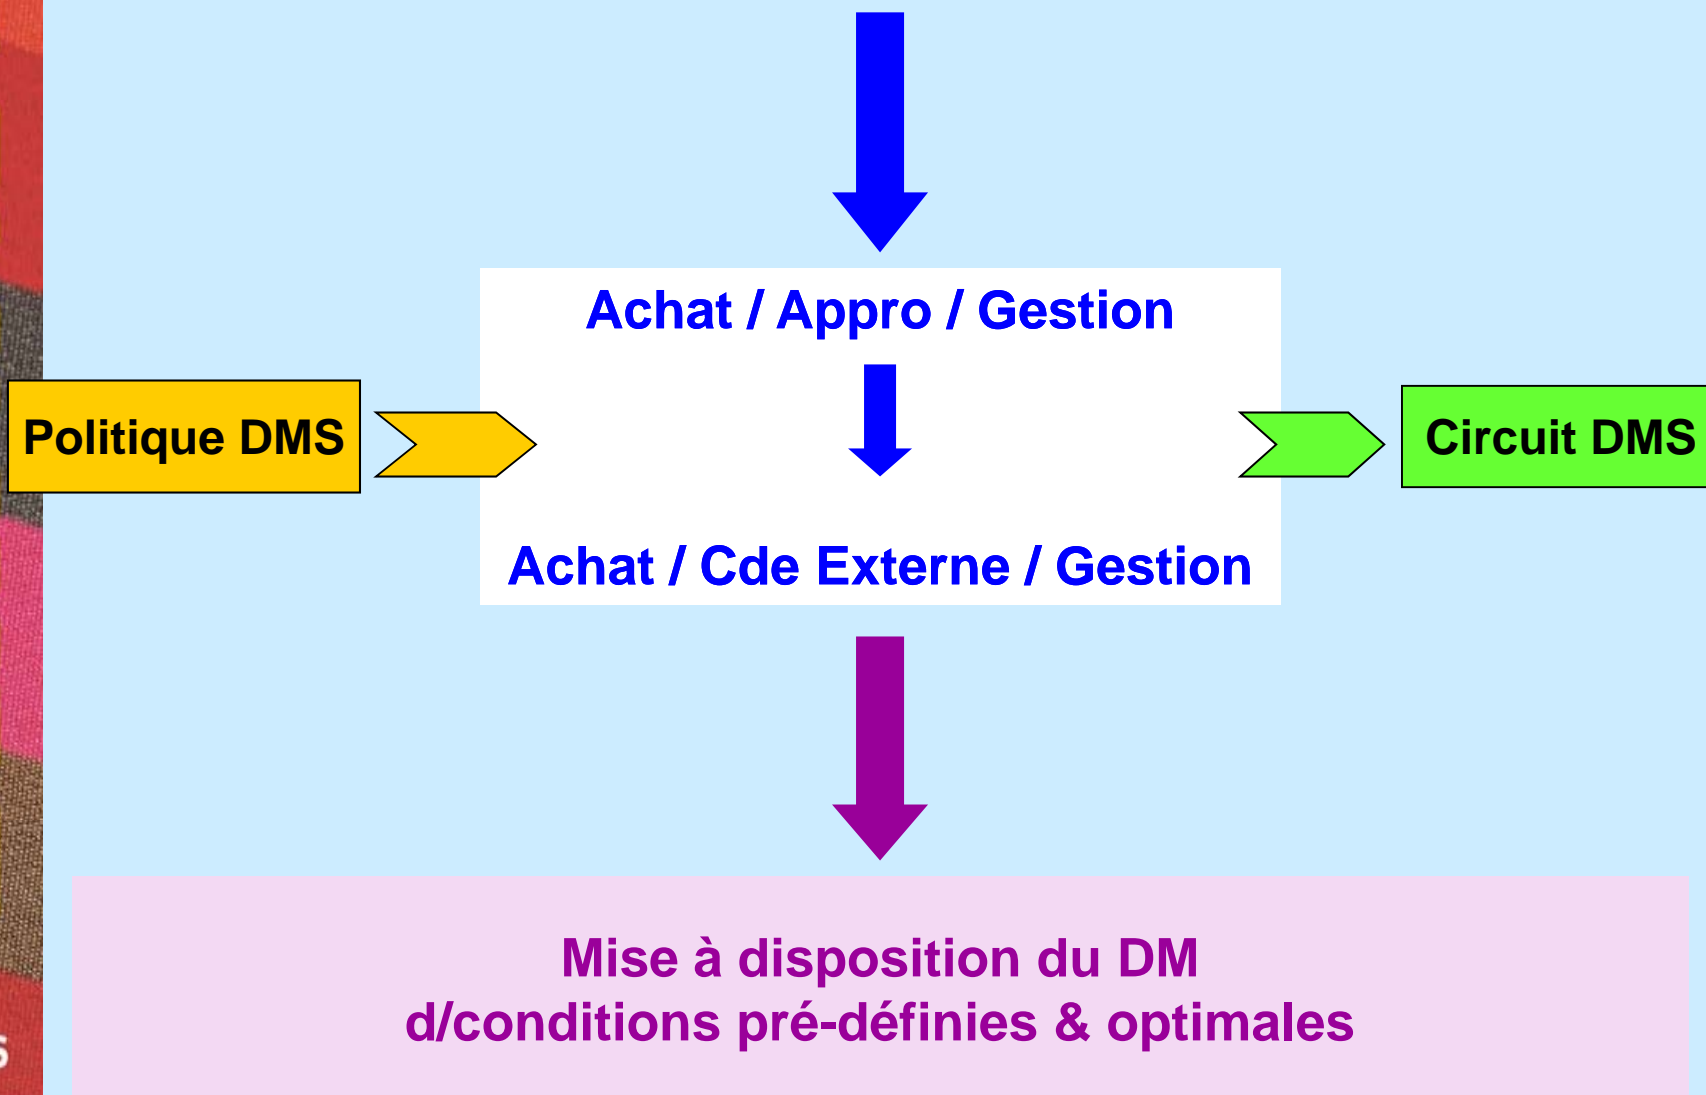 Achat / Appro / Gestion
Politique DMS
Circuit DMS
Achat / Cde Externe / Gestion
Mise à disposition du DM
d/conditions pré-définies & optimales